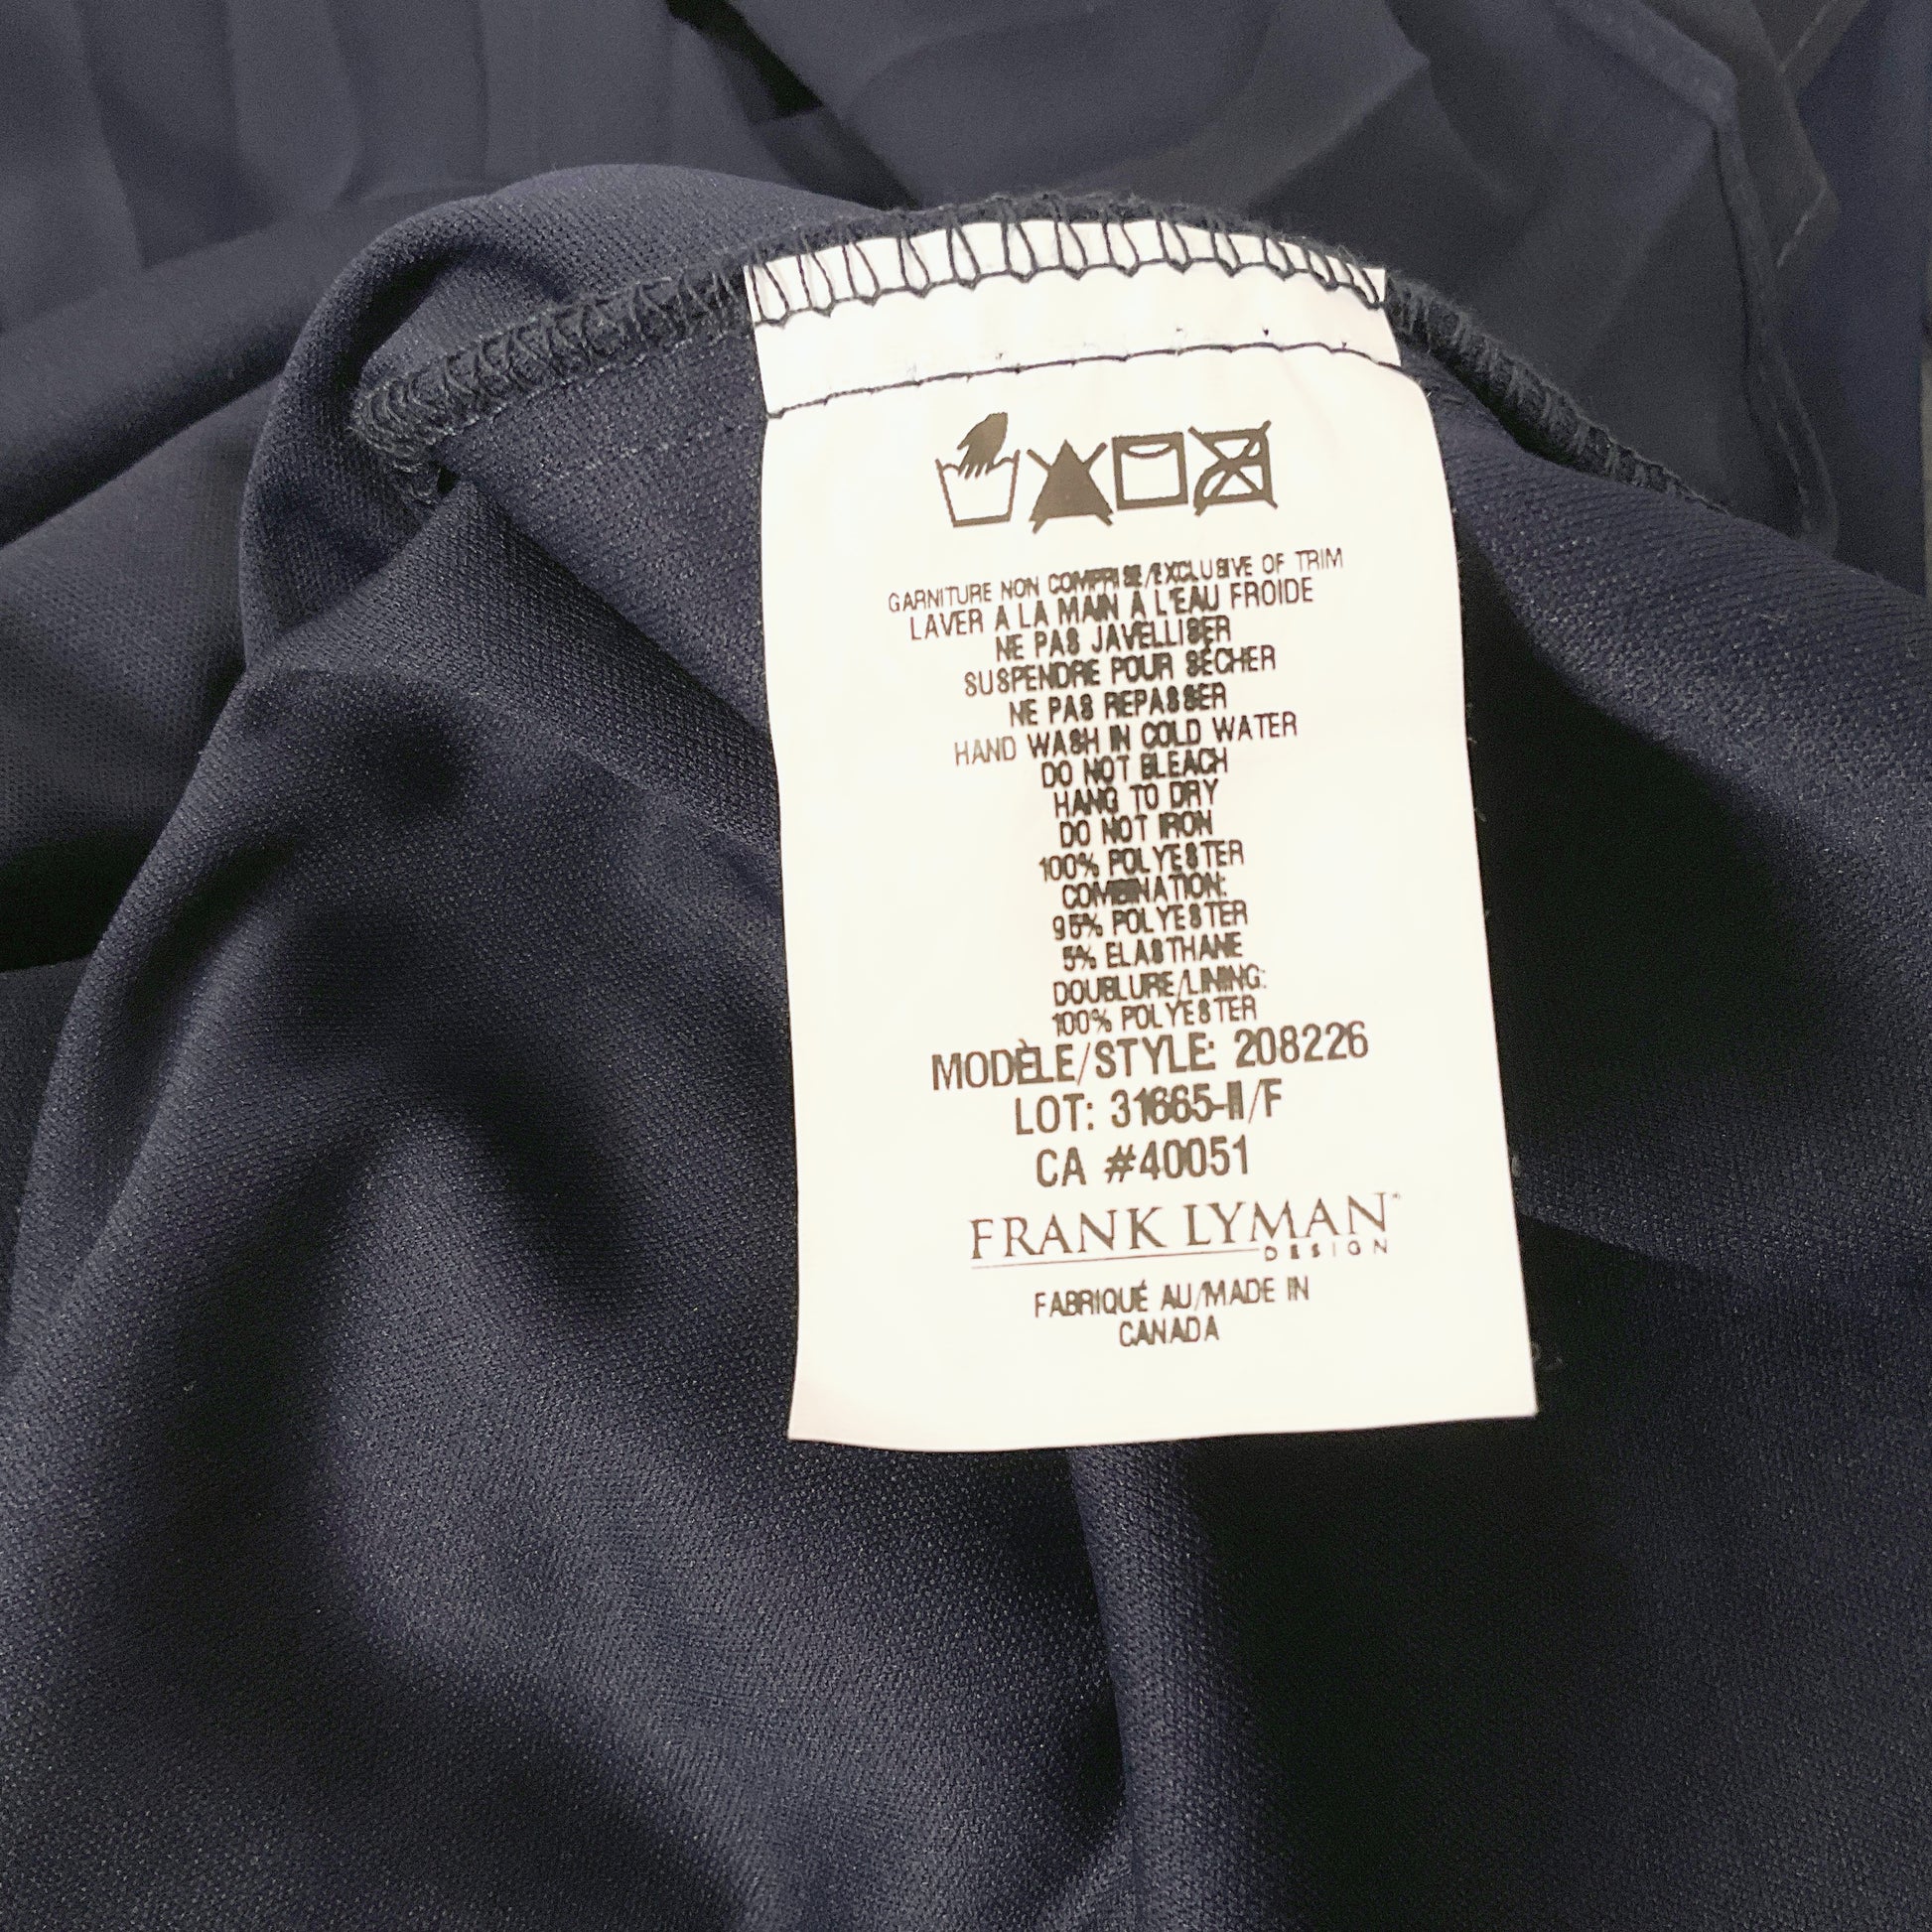 GARNITURE NON COMPRISE/EXCLUSIVE OF TRIM
LAVER A LA MAIN A L'EAU FROIDE
NE PAS JAVELLISER
SUSPENDRE POUR SÉCHER
NE PAS REPASSER
HAND WASH IN COLD WATER
DO NOT BLEACH
HANG TO DRY
DO NOT IRON
100% POLYESTER
COMBINATION:
95% POLYESTER
5% ELASTHANE
DOUBLURE/LINING:
100% POLYESTER
MODÈLE/STYLE: 208226
LOT: 31665-II/F
CA #40051
FRANK LYMAN
DESIGN
FABRIQUÉ AU/MADE IN
CANADA